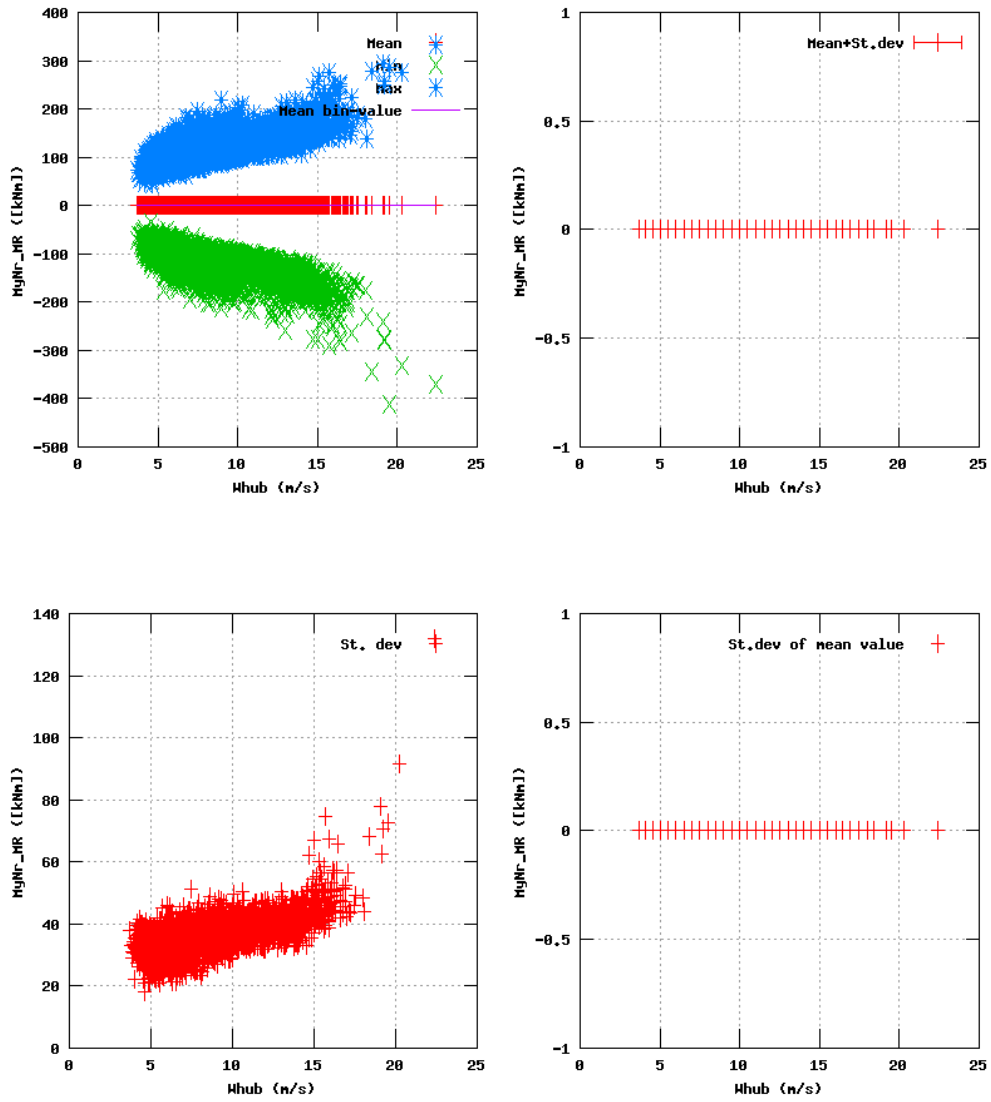 400
300
200
100
0
-100
-200
-300
-400
-500
0 5 10 15 20 25
MyNr_MR ([kNm])
Whub (m/s)
Mean
min
max
Mean bin-value
1
0.5
0
-0.5
-1
0 5 10 15 20 25
MyNr_MR ([kNm])
Whub (m/s)
Mean+St.dev
140
120
100
80
60
40
20
0
0 5 10 15 20 25
MyNr_MR ([kNm])
Whub (m/s)
St. dev
1
0.5
0
-0.5
-1
0 5 10 15 20 25
MyNr_MR ([kNm])
Whub (m/s)
St.dev of mean value